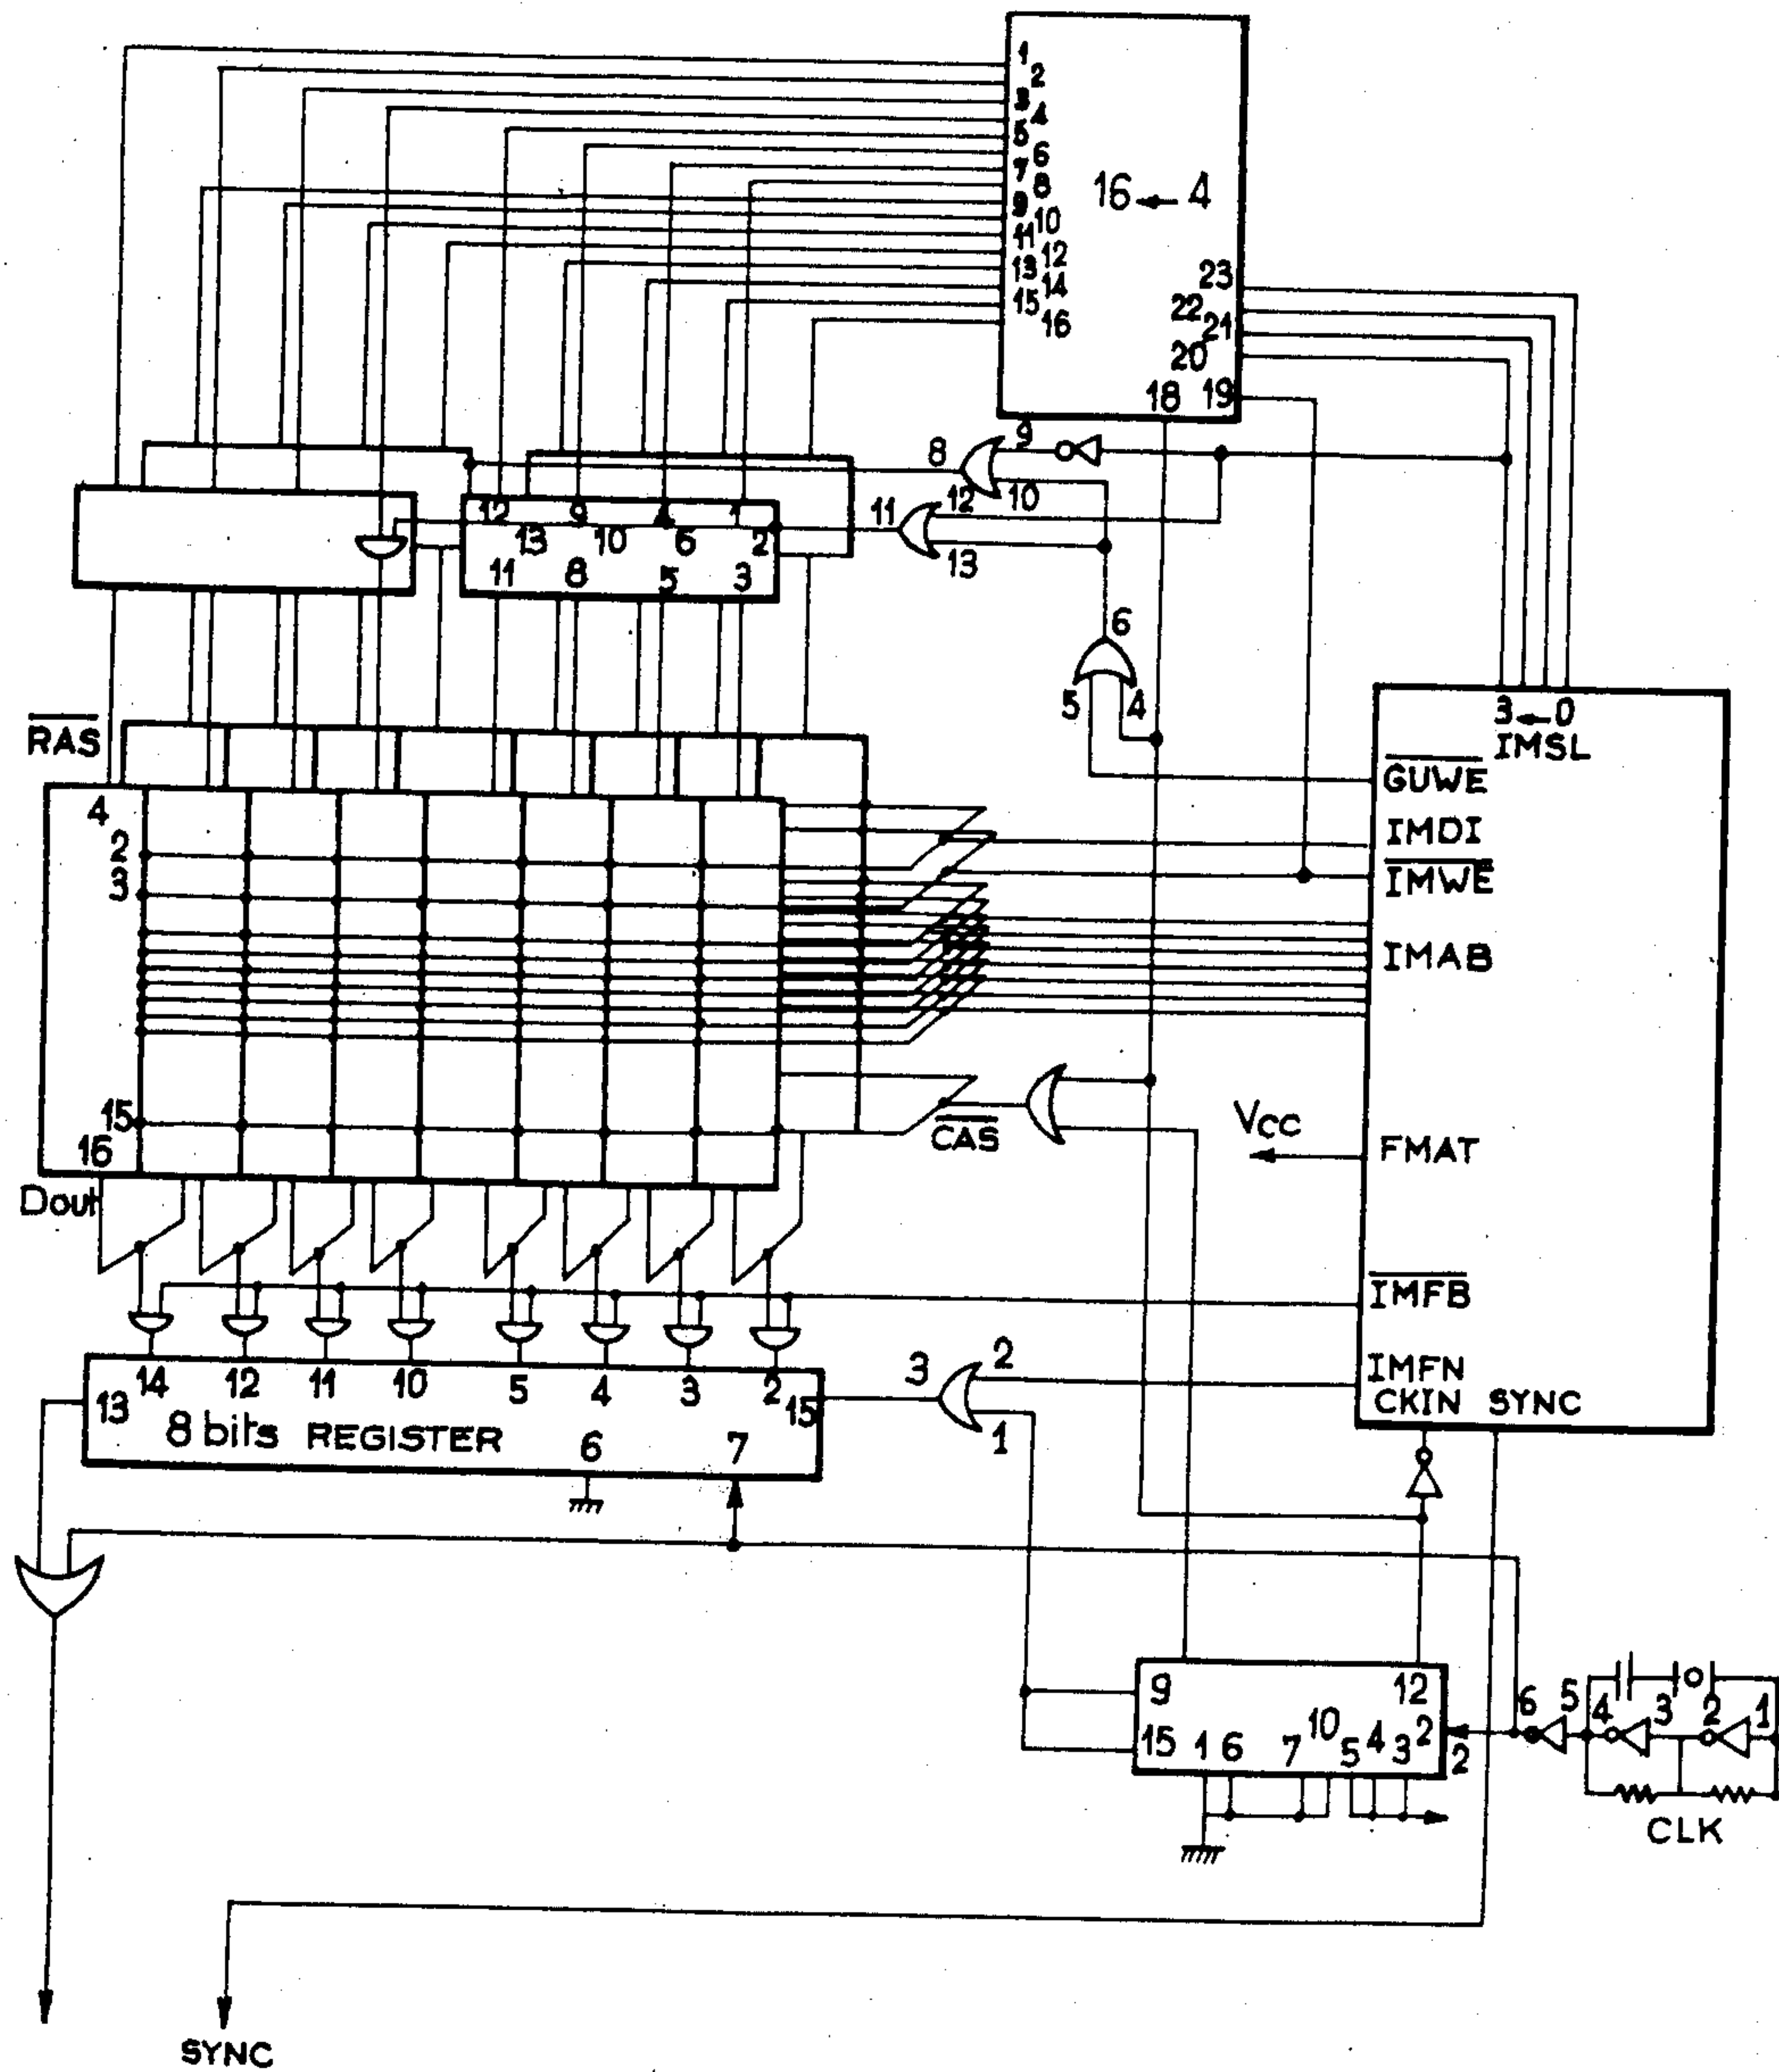 1
2
3
4
5
6
7
8
9
10
11
12
13
14
15
16
16 ← 4
23
22
21
20
18 19
8
9
10
11
12
13
12 9 1
13 10 6 2
11 8 5 3
6
5 4
3←0
IMSL
RAS
GUWE
4
2
3
IMDI
IMWE
IMAB
15
16
CAS
Vcc
FMAT
Dout
IMFB
14 12 11 10 5 4 3 2
13
15
8 bits REGISTER
6 7
3
2
1
IMFN
CKIN SYNC
9 12
15 1 6 7 10 5 4 3 2
2
6 5 4 3 2 1
CLK
SYNC